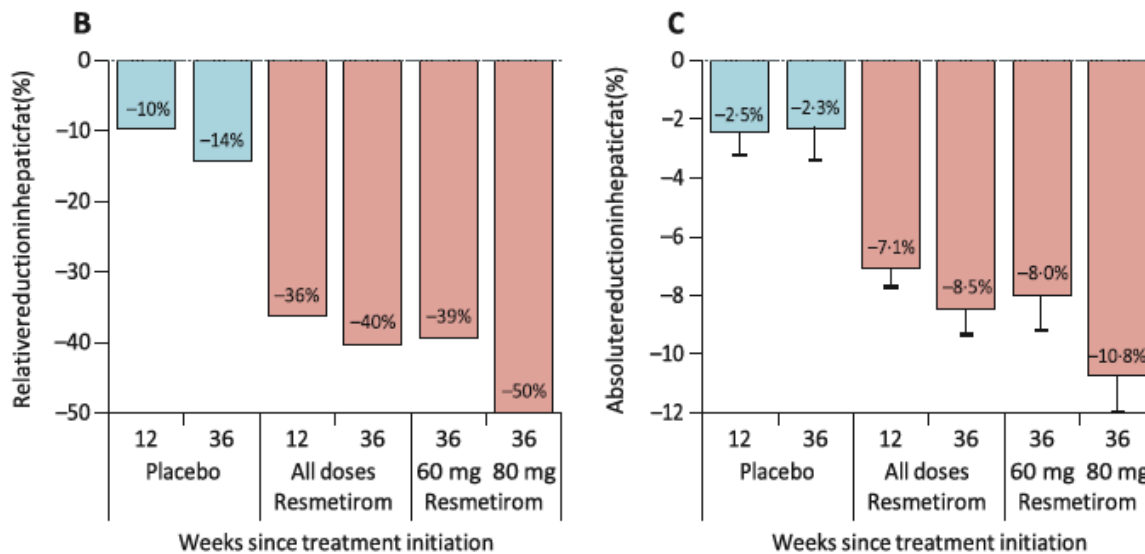 B
Relativereductioninhepaticfat(%)
0
–10
–20
–30
–40
–50
–10%
–14%
–36%
–40%
–39%
–50%
12 36 12 36 36 36
Placebo All doses 60 mg 80 mg
Resmetirom Resmetirom
Weeks since treatment initiation
C
Absolutereductioninhepaticfat(%)
0
–2
–4
–6
–8
–10
–12
–2·5%
–2·3%
–7·1%
–8·5%
–8·0%
–10·8%
12 36 12 36 36 36
Placebo All doses 60 mg 80 mg
Resmetirom Resmetirom
Weeks since treatment initiation